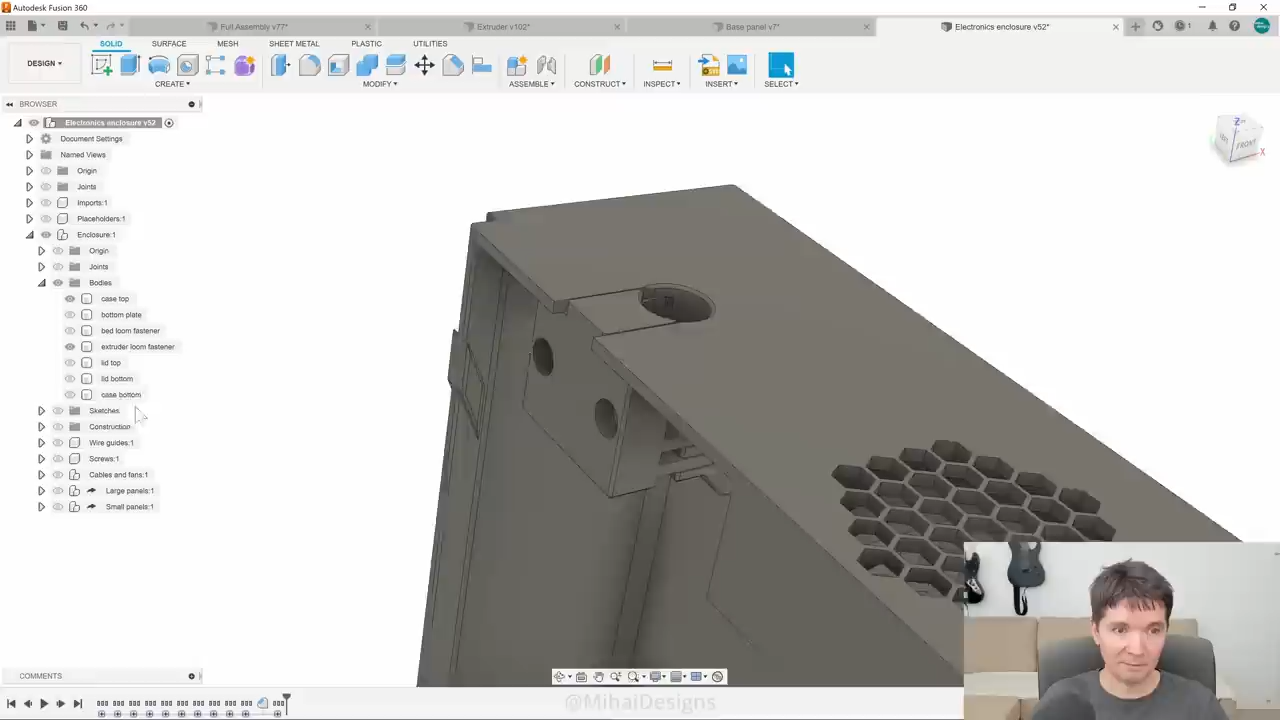 Autodesk Fusion 360
Full Assembly v77*
Extruder v102*
Base panel v7*
Electronics enclosure v52*
1
SOLID
SURFACE
MESH
SHEET METAL
PLASTIC
UTILITIES
DESIGN
CREATE
MODIFY
ASSEMBLE
CONSTRUCT
INSPECT
INSERT
SELECT
BROWSER
Electronics enclosure v52
Document Settings
Named Views
Origin
Joints
Imports:1
Placeholders:1
Enclosure:1
Origin
Joints
Bodies
case top
bottom plate
bed loom fastener
extruder loom fastener
lid top
lid bottom
case bottom
Sketches
Construction
Wire guides:1
Screws:1
Cables and fans:1
Large panels:1
Small panels:1
Z
FRONT
X
COMMENTS
@MihaiDesigns